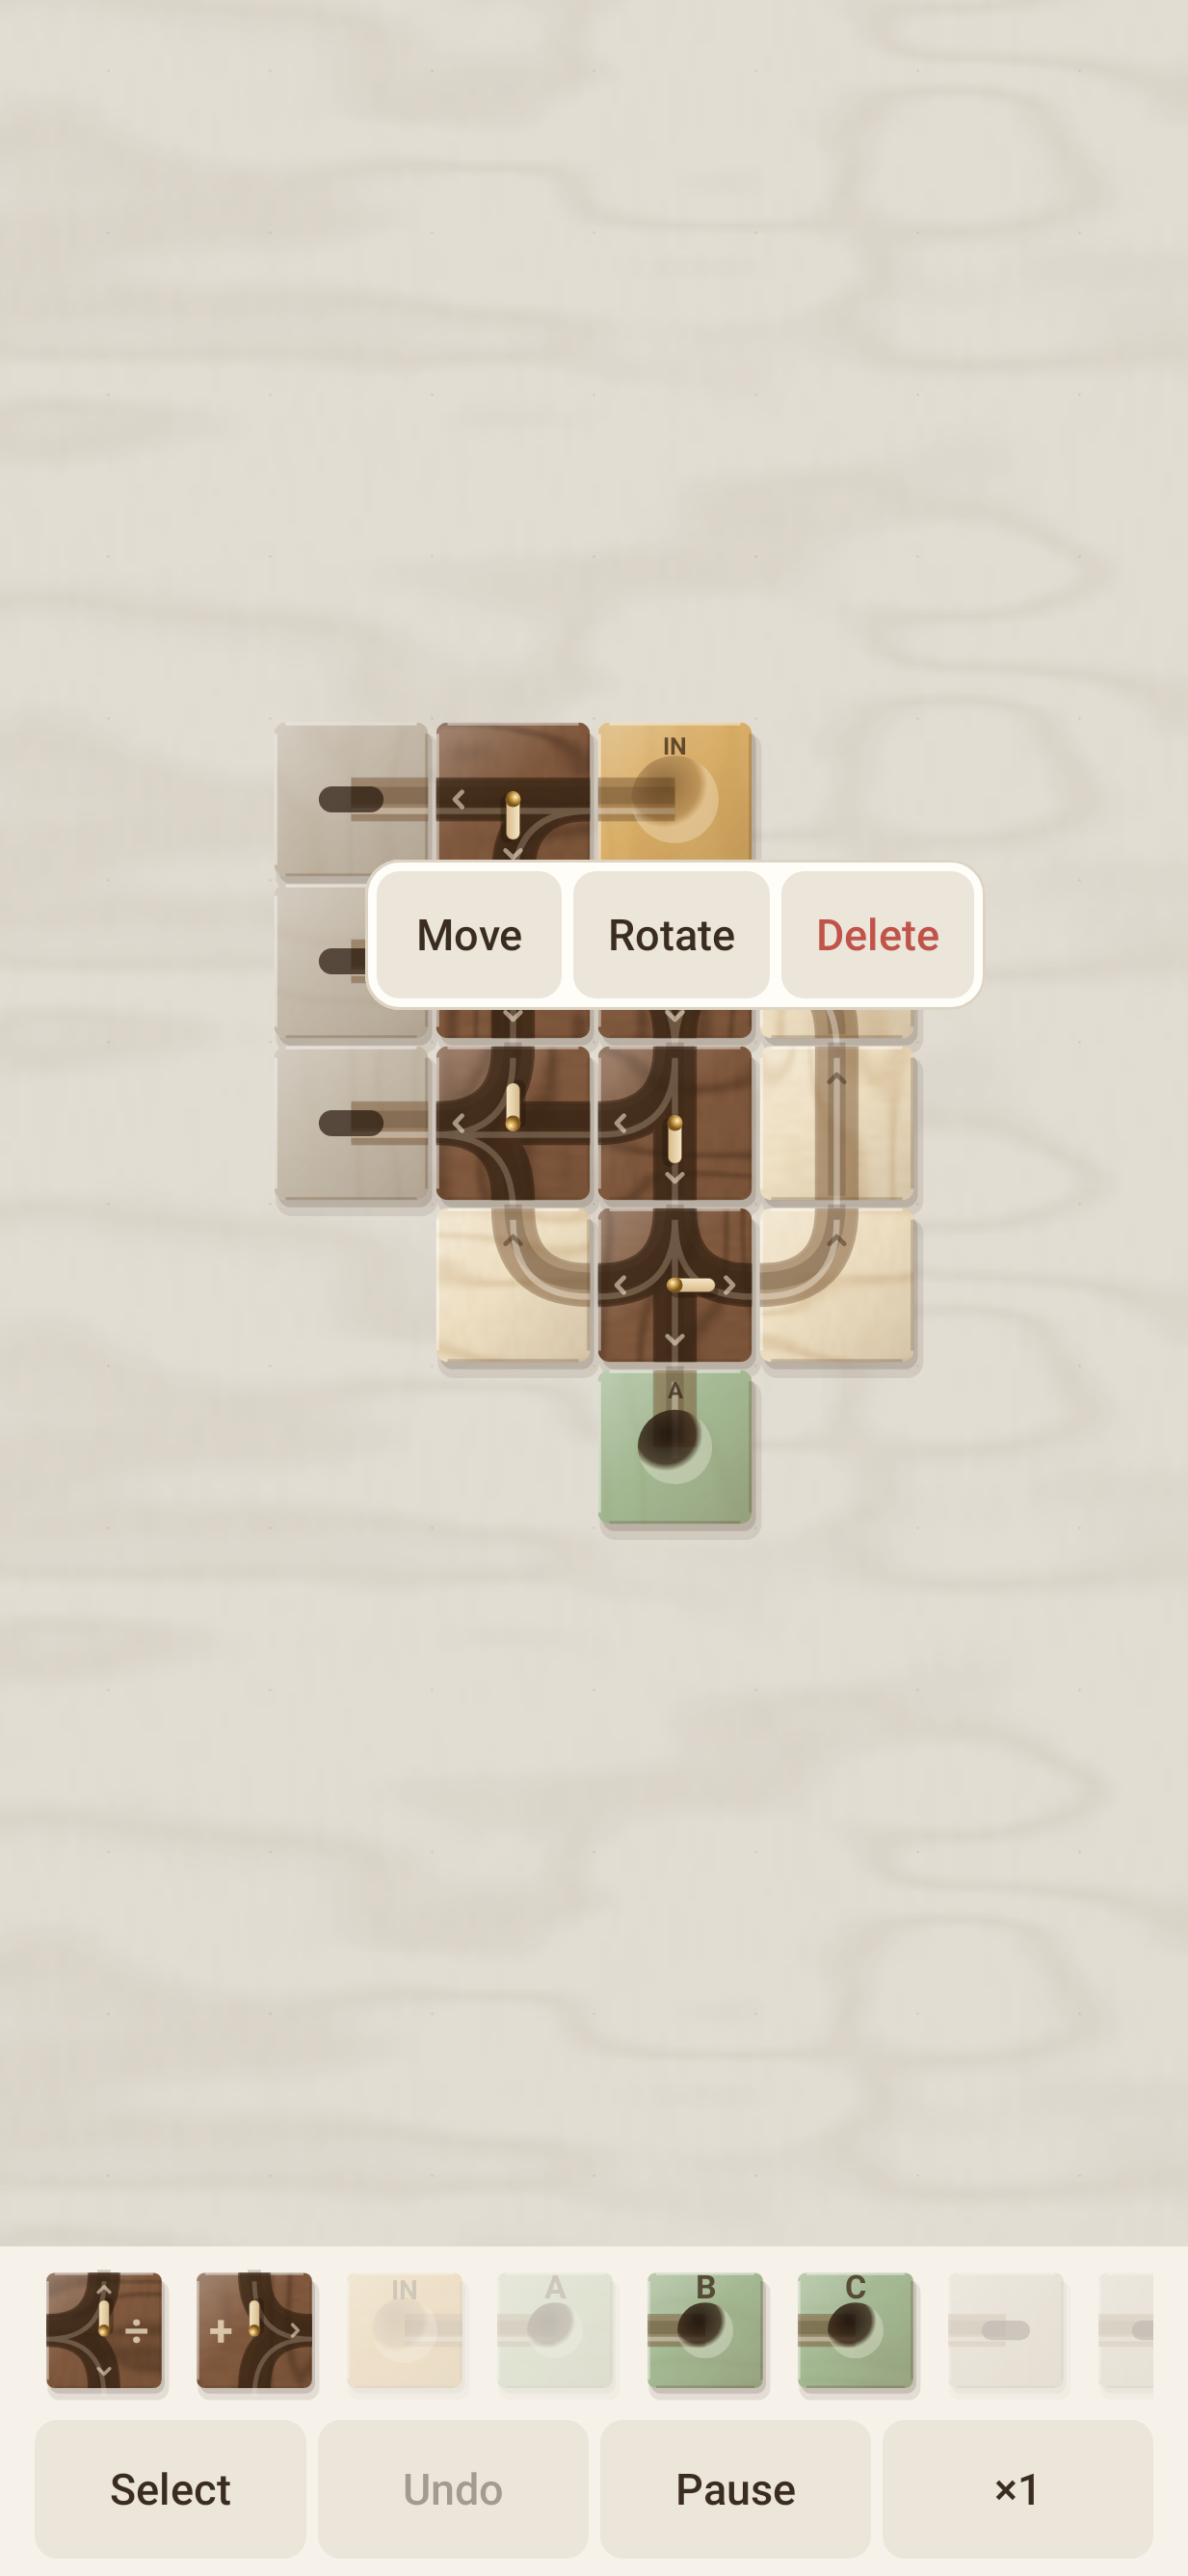 IN
Move Rotate Delete
A
÷ + IN A B C
Select Undo Pause ×1